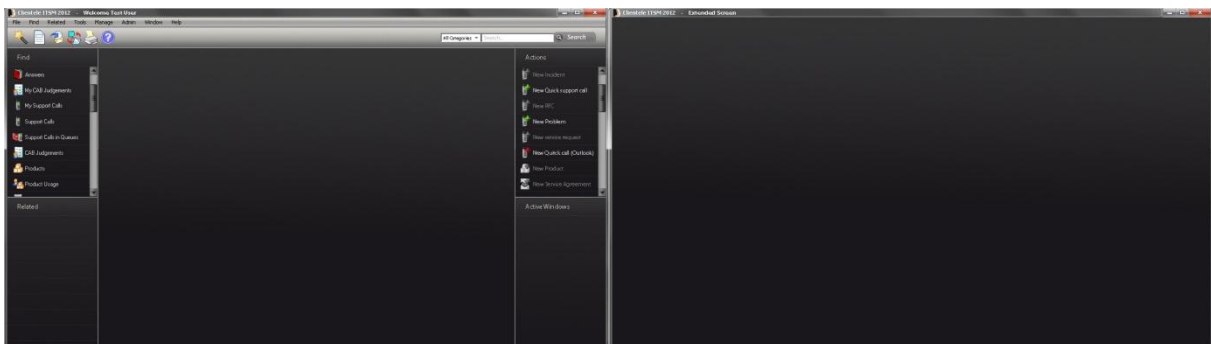 Clientele ITSM 2012 - Welcome Test User
File Find Related Tools Manage Admin Window Help
All Categories Search... Search
Find
Answers
My CAB Judgements
My Support Calls
Support Calls
Support Calls in Queues
CAB Judgements
Products
Product Usage
Related
Actions
New Incident
New Quick support call
New RFC
New Problem
New service request
New Quick call (Outlook)
New Product
New Service Agreement
Active Windows
Clientele ITSM 2012 - Extended Screen